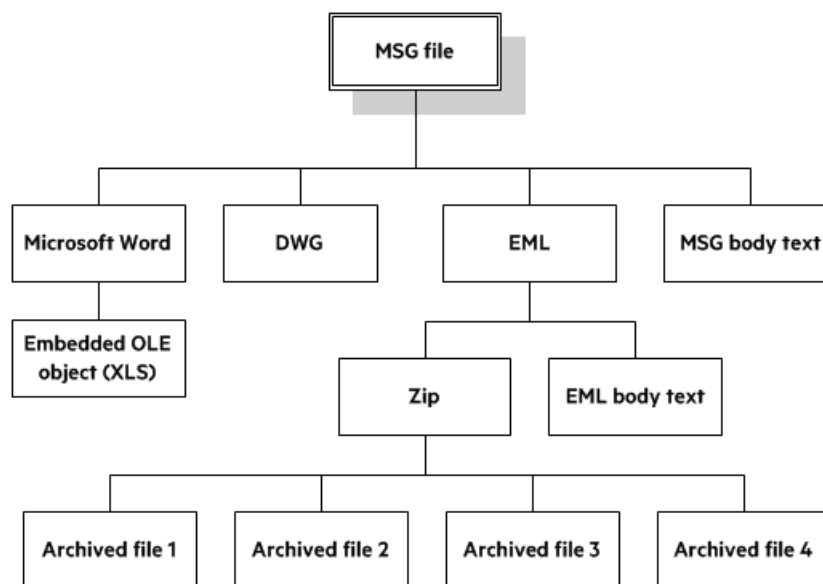 MSG file
Microsoft Word
DWG
EML
MSG body text
Embedded OLE
object (XLS)
Zip
EML body text
Archived file 1
Archived file 2
Archived file 3
Archived file 4